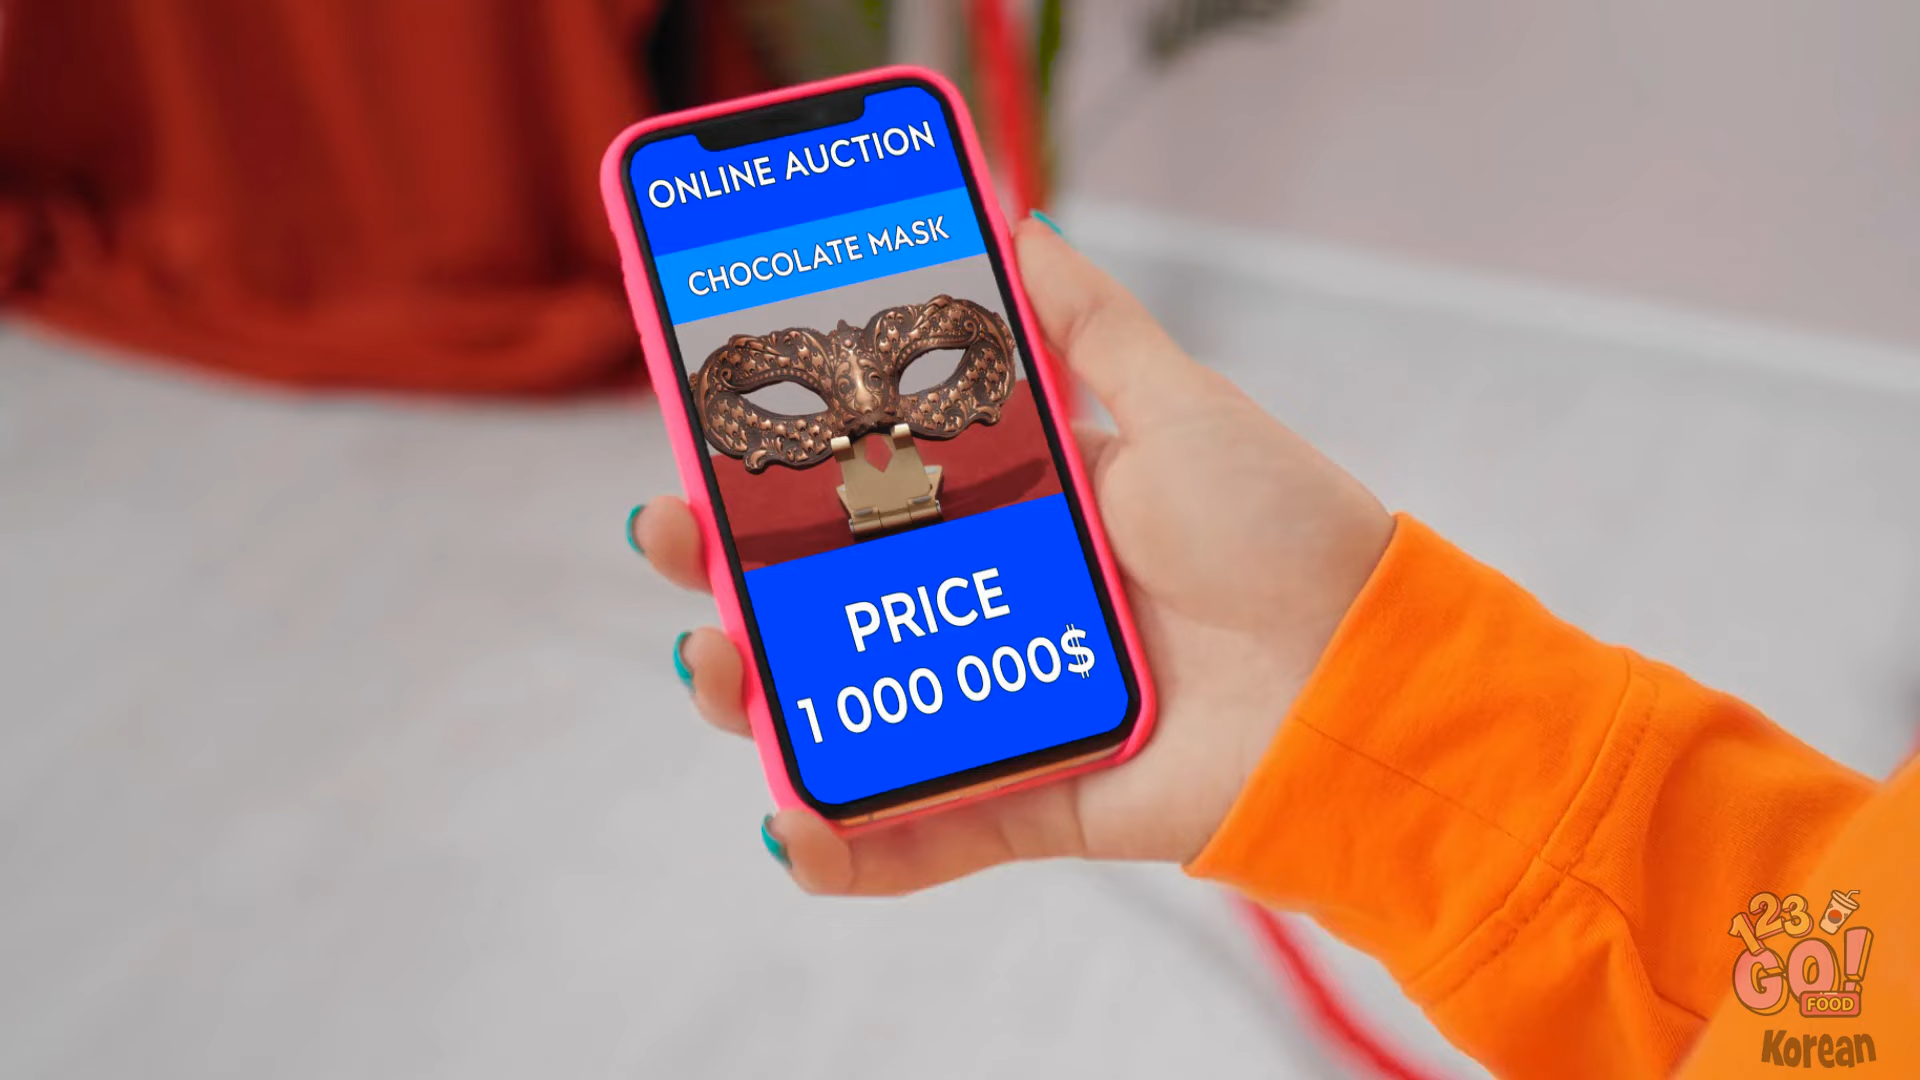 ONLINE AUCTION
CHOCOLATE MASK
PRICE
1 000 000$
123
GO!
FOOD
Korean